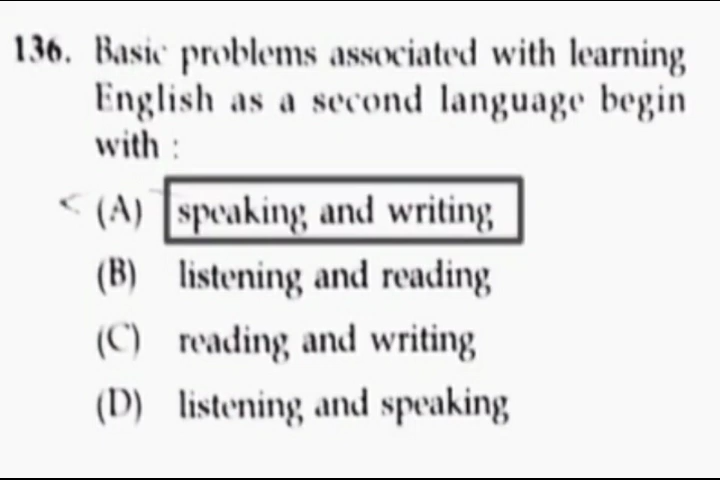 136. Basic problems associated with learning
English as a second language begin
with :
(A) speaking and writing
(B) listening and reading
(C) reading and writing
(D) listening and speaking